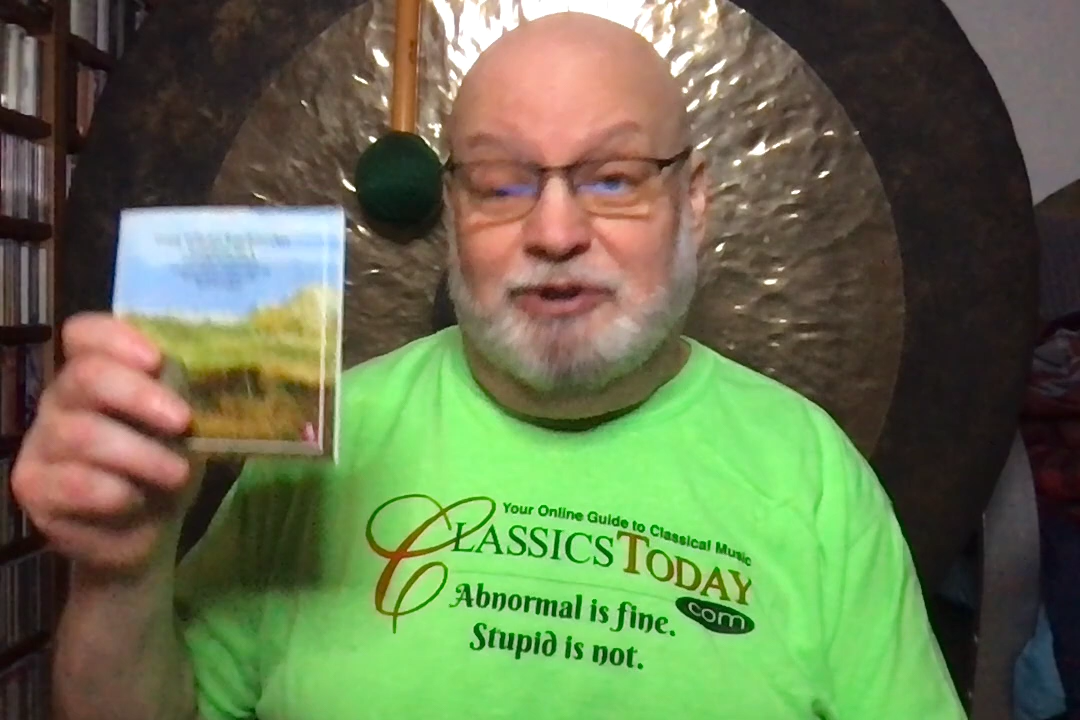 Your Online Guide to Classical Music
CLASSICSTODAY
com
Abnormal is fine.
Stupid is not.